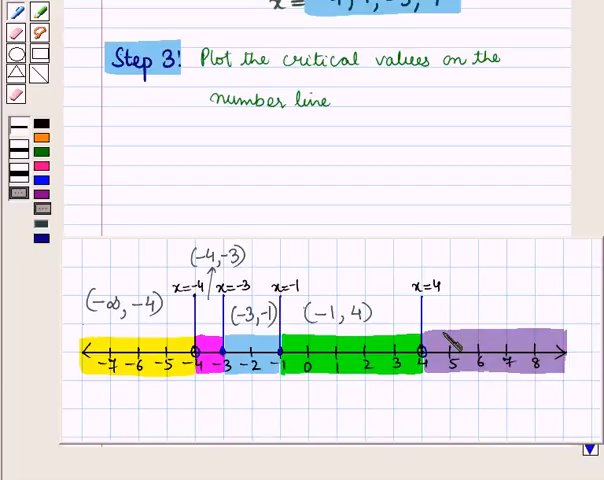 Step 3: Plot the critical values on the
number line
(-4,-3)
x=-4 x=-3 x=-1 x=4
(-∞, -4) (-3,-1) (-1, 4)
-7 -6 -5 -4 -3 -2 -1 0 1 2 3 4 5 6 7 8